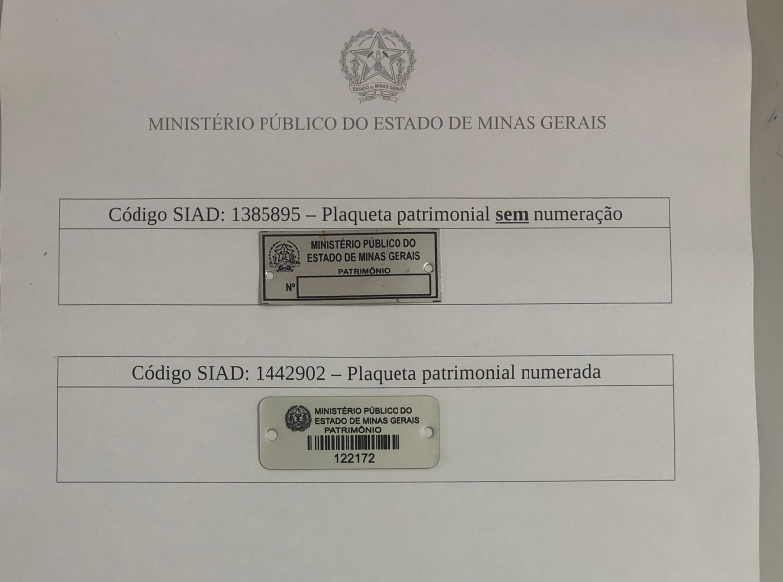 MINISTÉRIO PÚBLICO DO ESTADO DE MINAS GERAIS
Código SIAD: 1385895 – Plaqueta patrimonial sem numeração
MINISTÉRIO PÚBLICO DO
ESTADO DE MINAS GERAIS
PATRIMÔNIO
Nº
Código SIAD: 1442902 – Plaqueta patrimonial numerada
MINISTÉRIO PÚBLICO DO
ESTADO DE MINAS GERAIS
PATRIMÔNIO
122172